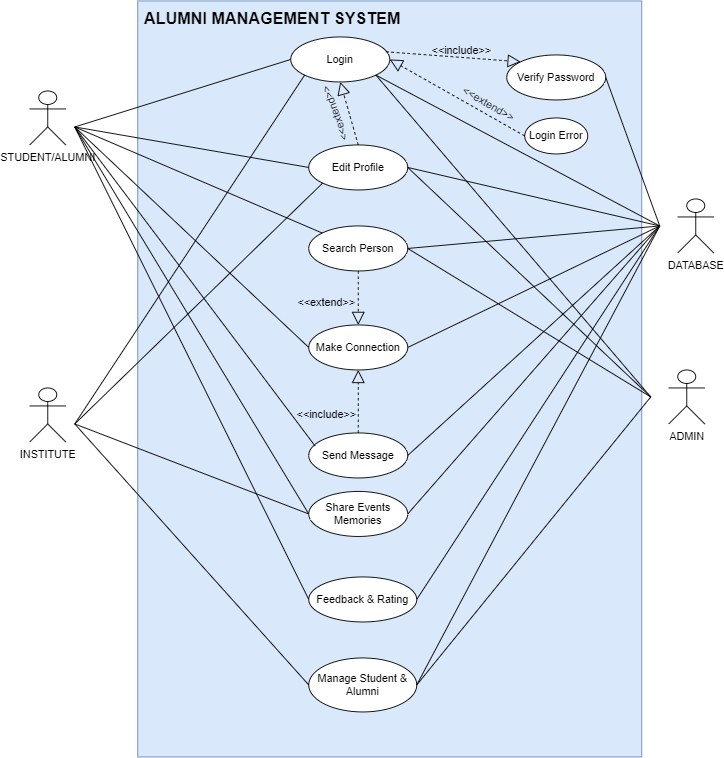 ALUMNI MANAGEMENT SYSTEM
Login
<<include>>
Verify Password
<<extend>>
<<extend>>
Login Error
STUDENT/ALUMNI
Edit Profile
Search Person
DATABASE
<<extend>>
Make Connection
<<include>>
ADMIN
INSTITUTE
Send Message
Share Events
Memories
Feedback & Rating
Manage Student &
Alumni